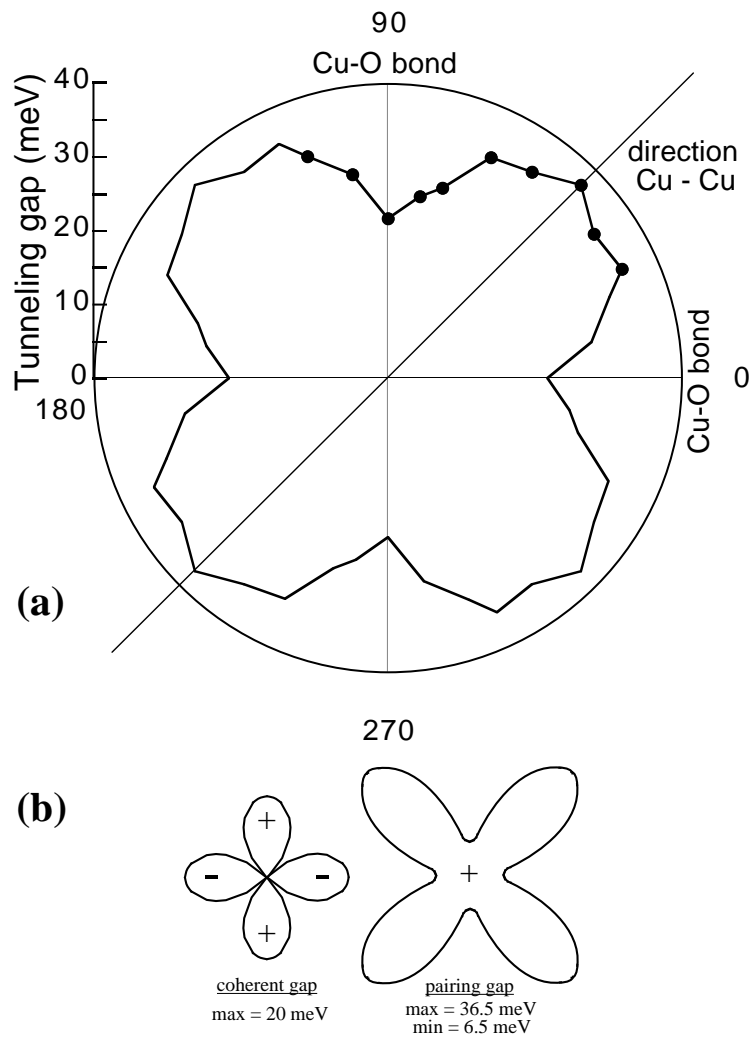 90
Cu-O bond
40
30
20
10
0
Tunneling gap (meV)
direction
Cu - Cu
Cu-O bond
0
180
(a)
270
(b)
+
-
-
+
+
coherent gap
max = 20 meV
pairing gap
max = 36.5 meV
min = 6.5 meV